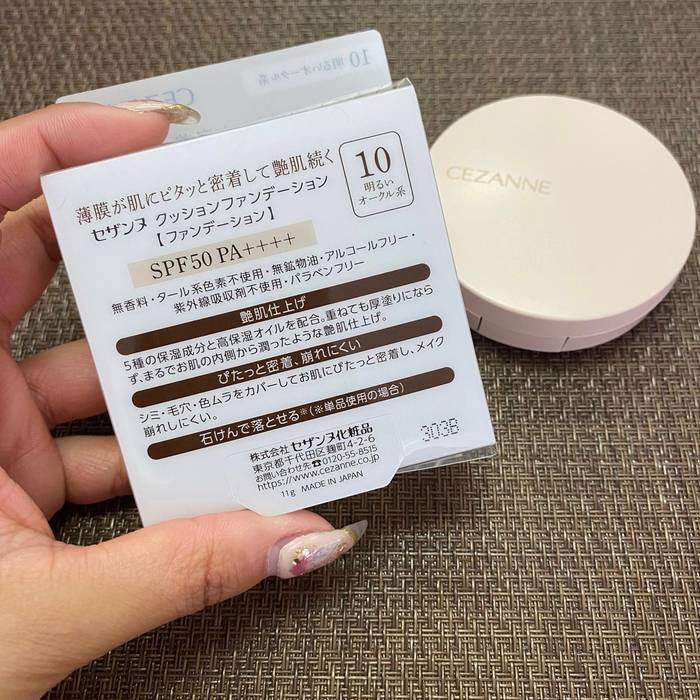 10 明るいオークル系
薄膜が肌にピタッと密着して艶肌続く
セザンヌ クッションファンデーション
【ファンデーション】
10
明るい
オークル系
SPF50 PA++++
無香料・タール系色素不使用・無鉱物油・アルコールフリー・
紫外線吸収剤不使用・パラベンフリー
艶肌仕上げ
5種の保湿成分と高保湿オイルを配合。重ねても厚塗りになら
ず、まるでお肌の内側から潤ったような艶肌仕上げ。
ぴたっと密着、崩れにくい
シミ・毛穴・色ムラをカバーしてお肌にぴたっと密着し、メイク
崩れしにくい。
石けんで落とせる※(※単品使用の場合)
株式会社 セザンヌ化粧品
東京都千代田区麹町4-2-6
お問い合わせ先☎0120-55-8515
https://www.cezanne.co.jp
11g MADE IN JAPAN
303B
CEZANNE